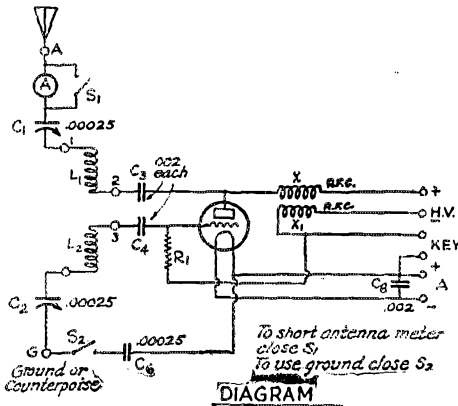 A
A
S1
C1 .00025
1
L1
2
C3
.002
each
X
R.F.C.
+
R.F.C.
H.V.
X1
-
KEY
3
C4
R1
L2
+
A
C8
-
.002
C2 .00025
S2
.00025
G
C6
Ground or
Counterpoise
To short antenna meter
close S1
To use ground close S2
DIAGRAM